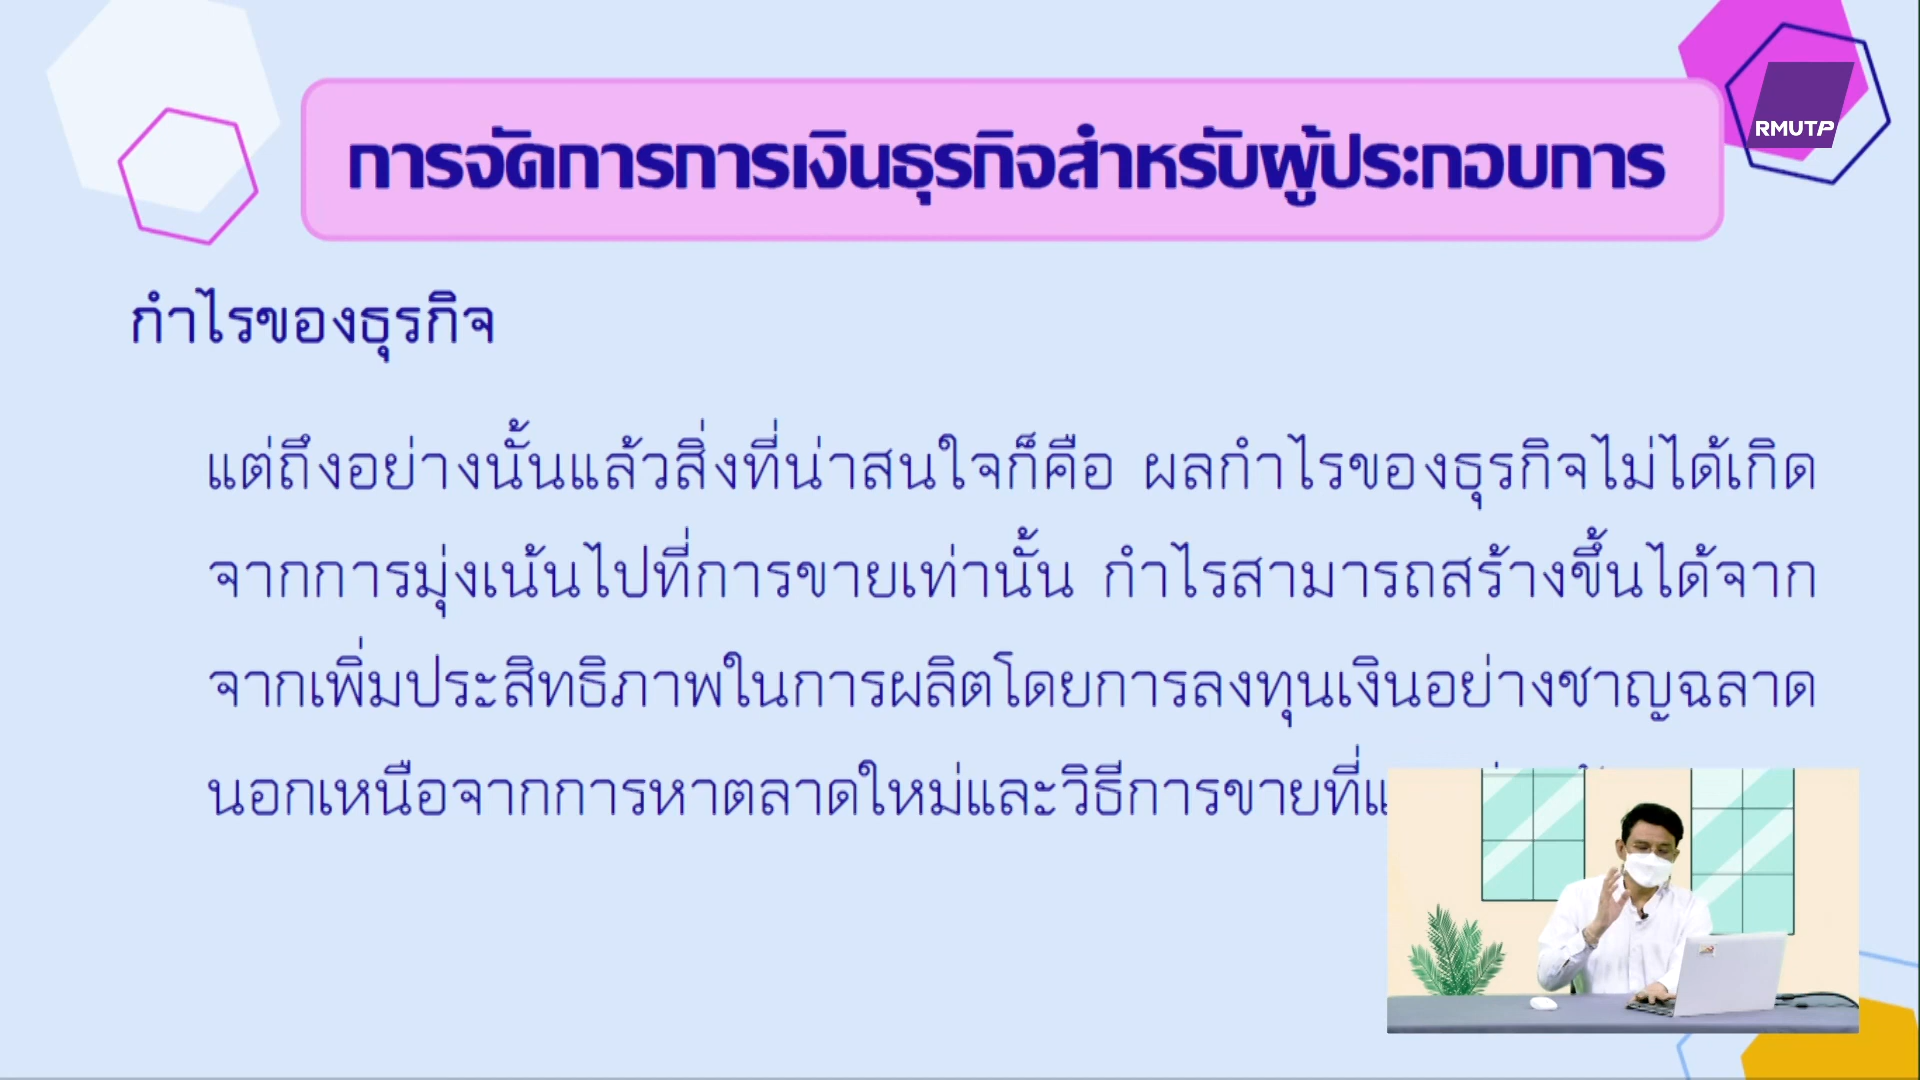 การจัดการการเงินธุรกิจสำหรับผู้ประกอบการ
RMUTP
กำไรของธุรกิจ
แต่ถึงอย่างนั้นแล้วสิ่งที่น่าสนใจก็คือ ผลกำไรของธุรกิจไม่ได้เกิด
จากการมุ่งเน้นไปที่การขายเท่านั้น กำไรสามารถสร้างขึ้นได้จาก
จากเพิ่มประสิทธิภาพในการผลิตโดยการลงทุนเงินอย่างชาญฉลาด
นอกเหนือจากการหาตลาดใหม่และวิธีการขายที่